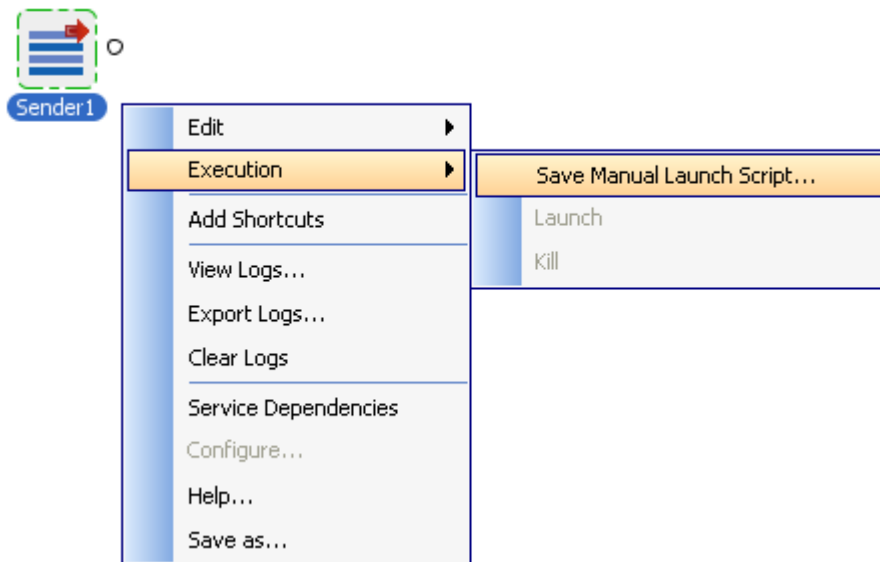 Sender1
Edit
Execution
Save Manual Launch Script...
Launch
Kill
Add Shortcuts
View Logs...
Export Logs...
Clear Logs
Service Dependencies
Configure...
Help...
Save as...